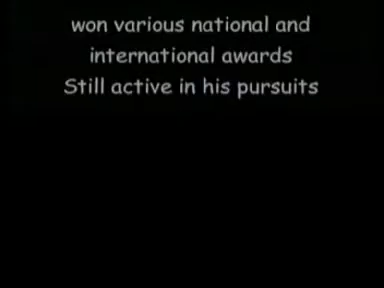 won various national and
international awards
Still active in his pursuits